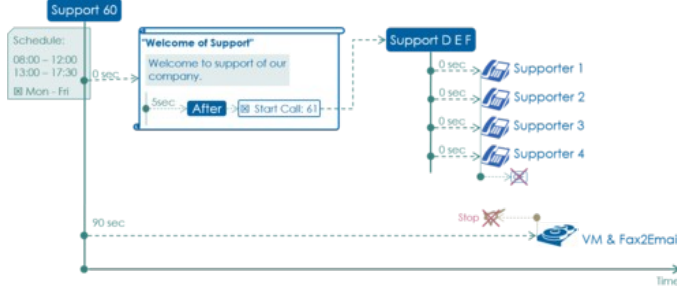 Support 60
Schedule:
08:00 – 12:00
13:00 – 17:30
☒ Mon - Fri
0 sec
"Welcome of Support"
Welcome to support of our
company.
5sec
After
☒ Start Call: 61
Support D E F
0 sec
Supporter 1
0 sec
Supporter 2
0 sec
Supporter 3
0 sec
Supporter 4
90 sec
Stop
VM & Fax2Emai
Time